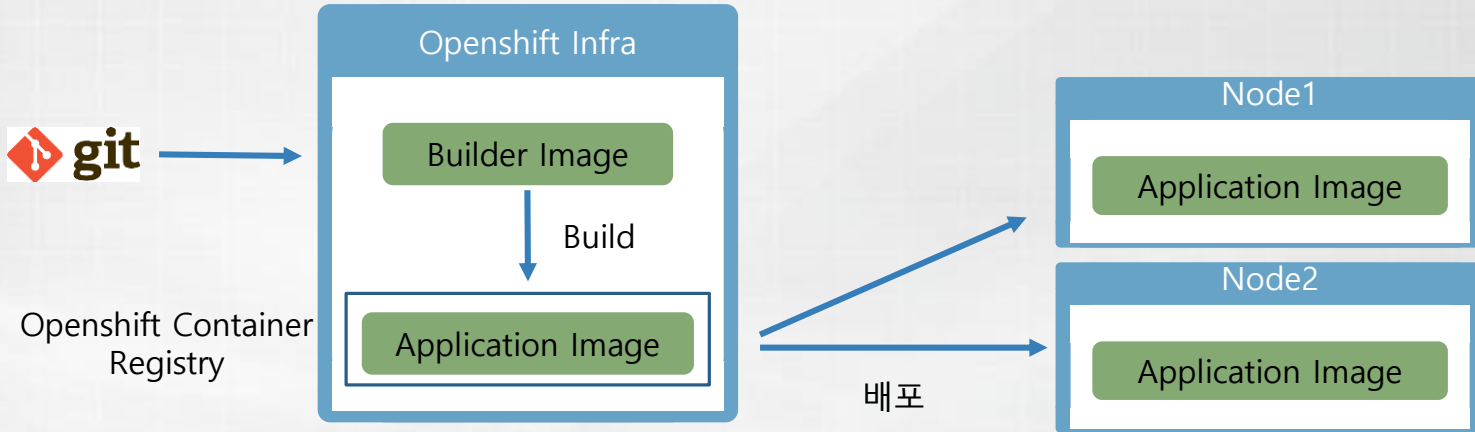 Openshift Infra
git
Builder Image
Build
Openshift Container
Registry
Application Image
배포
Node1
Application Image
Node2
Application Image